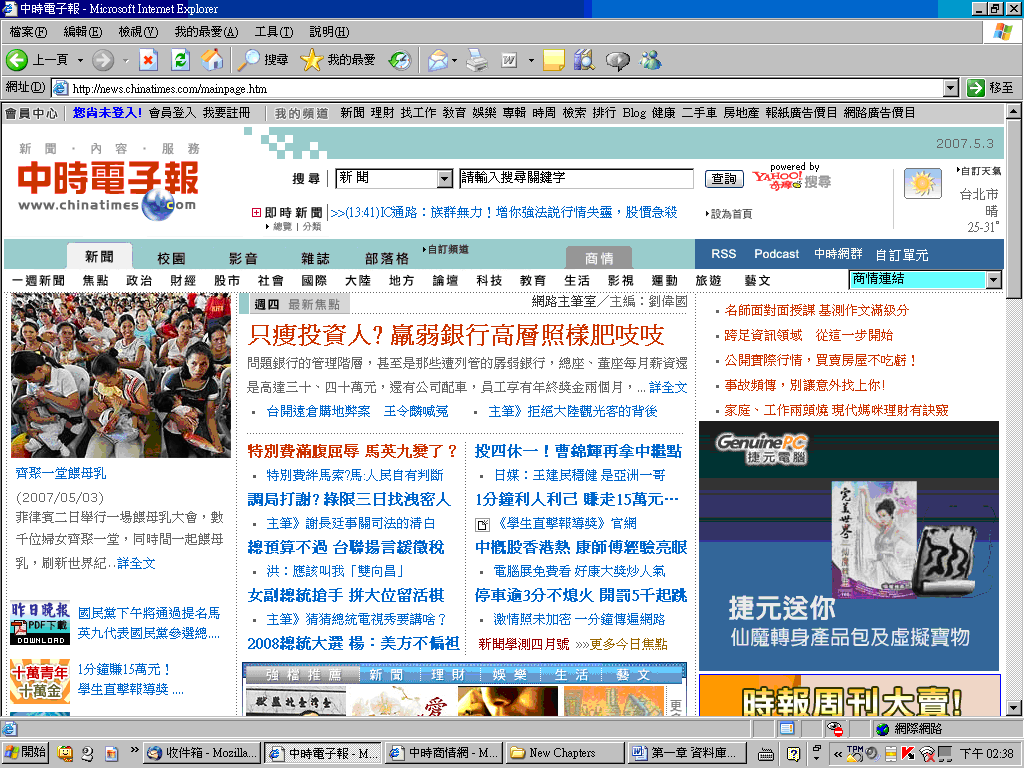 中時電子報 - Microsoft Internet Explorer
檔案(F) 編輯(E) 檢視(V) 我的最愛(A) 工具(T) 說明(H)
上一頁 搜尋 我的最愛
網址(D) http://news.chinatimes.com/mainpage.htm 移至
會員中心 您尚未登入! 會員登入 我要註冊 我的頻道 新聞 理財 找工作 教育 娛樂 專輯 時周 檢索 排行 Blog 健康 二手車 房地產 報紙廣告價目 網路廣告價目
2007.5.3
新聞・內容・服務
中時電子報
www.chinatimes.com
搜尋 新聞 請輸入搜尋關鍵字 查詢
powered by
YAHOO! 奇摩 搜尋
自訂天氣
台北市
晴
25-31°
即時新聞 >>(13:41)IC通路：族群無力！增你強法說行情失靈，股價急殺
總覽 | 分類
設為首頁
新聞 校園 影音 雜誌 部落格 自訂頻道 商情 RSS Podcast 中時網群 自訂單元
一週新聞 焦點 政治 財經 股市 社會 國際 大陸 地方 論壇 科技 教育 生活 影視 運動 旅遊 藝文 商情連結
齊聚一堂餵母乳
(2007/05/03)
菲律賓二日舉行一場餵母乳大會，數
千位婦女齊聚一堂，同時間一起餵母
乳，刷新世界紀..詳全文
昨日晚報
PDF下載
DOWNLOAD
國民黨下午將通過提名馬
英九代表國民黨參選總....
十萬青年
十萬金
1分鐘賺15萬元！
學生直擊報導獎 ....
週四 最新焦點 網路主筆室／主編：劉偉國
只瘦投資人? 羸弱銀行高層照樣肥吱吱
問題銀行的管理階層，甚至是那些遭列管的孱弱銀行，總座、董座每月薪資還
是高達三十、四十萬元，還有公司配車，員工享有年終獎金兩個月，... 詳全文
台開遠倉購地弊案 王令麟喊冤
主筆》拒絕大陸觀光客的背後
特別費滿腹屈辱 馬英九變了？
特別費絆馬索?馬:人民自有判斷
調局打謝? 綠限三日找洩密人
主筆》謝長廷事關司法的清白
總預算不過 台聯揚言緩徵稅
洪：應該叫我「雙向昌」
女副總統搶手 拼大位留活棋
主筆》猜猜總統電視秀要講啥？
2008總統大選 楊：美方不偏袒
投四休一！曹錦輝再拿中繼點
日媒：王建民穩健 是亞洲一哥
1分鐘利人利己 賺走15萬元…
《學生直擊報導獎》官網
中概股香港熱 康師傅經驗亮眼
電腦展免費看 好康大獎炒人氣
停車逾3分不熄火 開罰5千起跳
激情照未加密 一分鐘傳遍網路
新聞學測四月號 »»更多今日焦點
強檔推薦 新聞 理財 娛樂 生活 藝文
更
名師面對面授課 基測作文滿級分
跨足資訊領域 從這一步開始
公開實際行情，買賣房屋不吃虧！
事故頻傳，別讓意外找上你!
家庭、工作兩頭燒 現代媽咪理財有訣竅
GenuinePC
捷元電腦
完美世界
捷元送你
仙魔轉身產品包及虛擬寶物
時報周刊大賣!
網際網路
開始 收件箱 - Mozilla... 中時電子報 - M... 中時商情網 - M... New Chapters 第一章 資料庫... TPM 下午 02:38